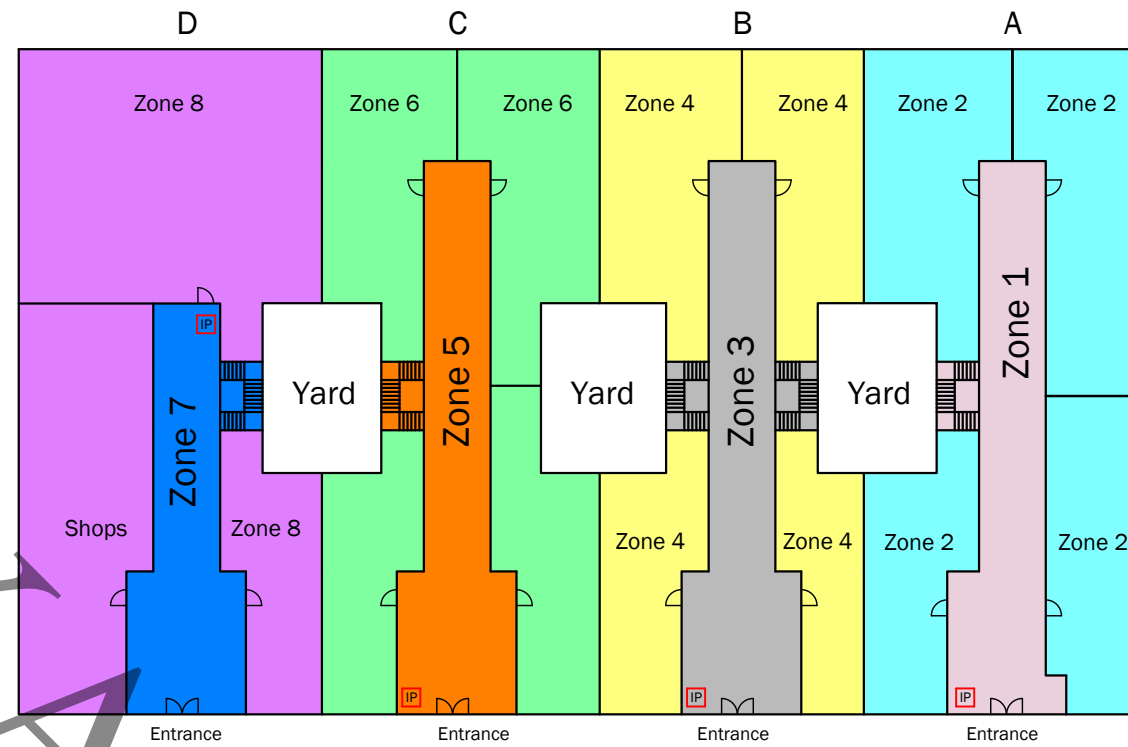 D C B A
Zone 8 Zone 6 Zone 6 Zone 4 Zone 4 Zone 2 Zone 2
IP
Zone 7 Yard Zone 5 Yard Zone 3 Yard Zone 1
Shops Zone 8 Zone 4 Zone 4 Zone 2 Zone 2
IP IP IP
Entrance Entrance Entrance Entrance